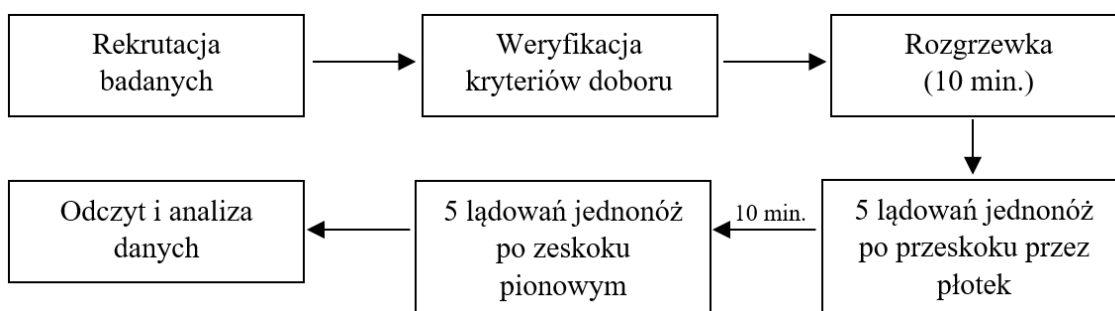 Rekrutacja
badanych
Weryfikacja
kryteriów doboru
Rozgrzewka
(10 min.)
5 lądowań jednonóż
po przeskoku przez
płotek
10 min.
5 lądowań jednonóż
po zeskoku
pionowym
Odczyt i analiza
danych